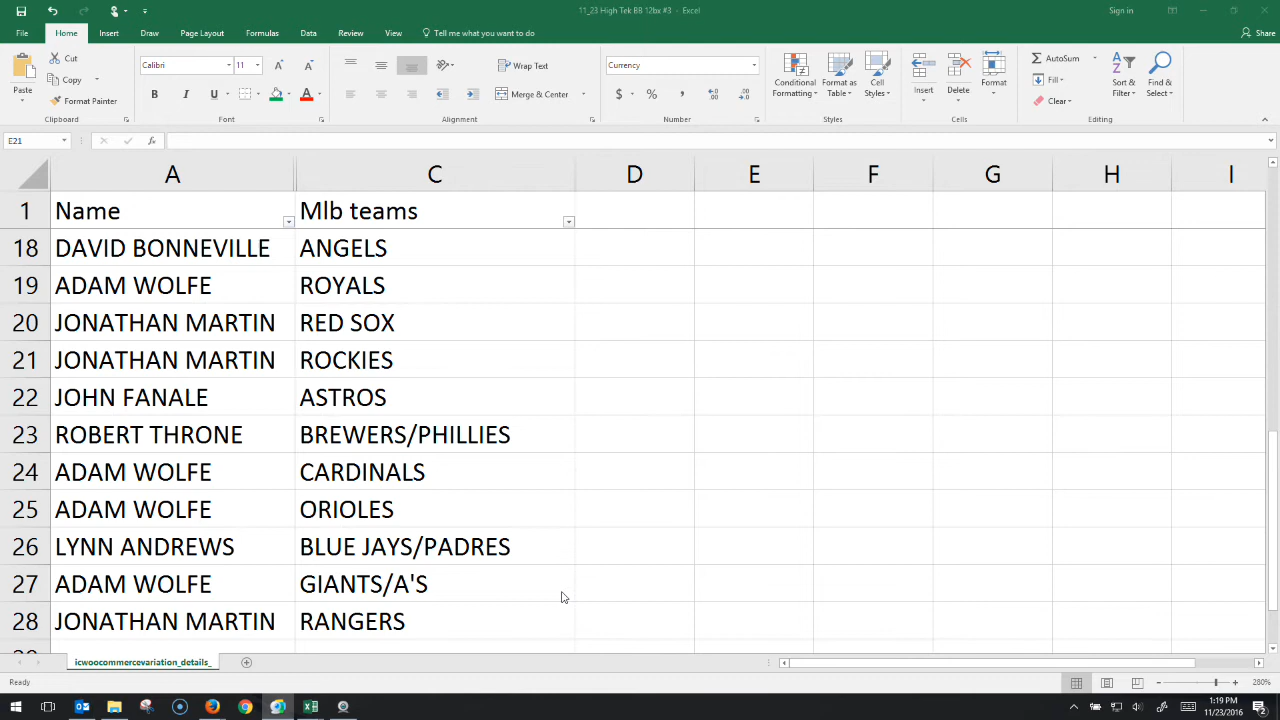 11_23 High Tek BB 12bx #3 - Excel
Sign in
File Home Insert Draw Page Layout Formulas Data Review View Tell me what you want to do Share
Paste Cut Copy Format Painter Clipboard
Calibri 11 B I U A Font
Wrap Text Merge & Center Alignment
Currency $ % , Number
Conditional Formatting Format as Table Cell Styles Styles
Insert Delete Format Cells
AutoSum Fill Clear Sort & Filter Find & Select Editing
E21 fx
A C D E F G H I
1 Name Mlb teams
18 DAVID BONNEVILLE ANGELS
19 ADAM WOLFE ROYALS
20 JONATHAN MARTIN RED SOX
21 JONATHAN MARTIN ROCKIES
22 JOHN FANALE ASTROS
23 ROBERT THRONE BREWERS/PHILLIES
24 ADAM WOLFE CARDINALS
25 ADAM WOLFE ORIOLES
26 LYNN ANDREWS BLUE JAYS/PADRES
27 ADAM WOLFE GIANTS/A'S
28 JONATHAN MARTIN RANGERS
icwoocommercevariation_details_
Ready 280%
1:19 PM
11/23/2016